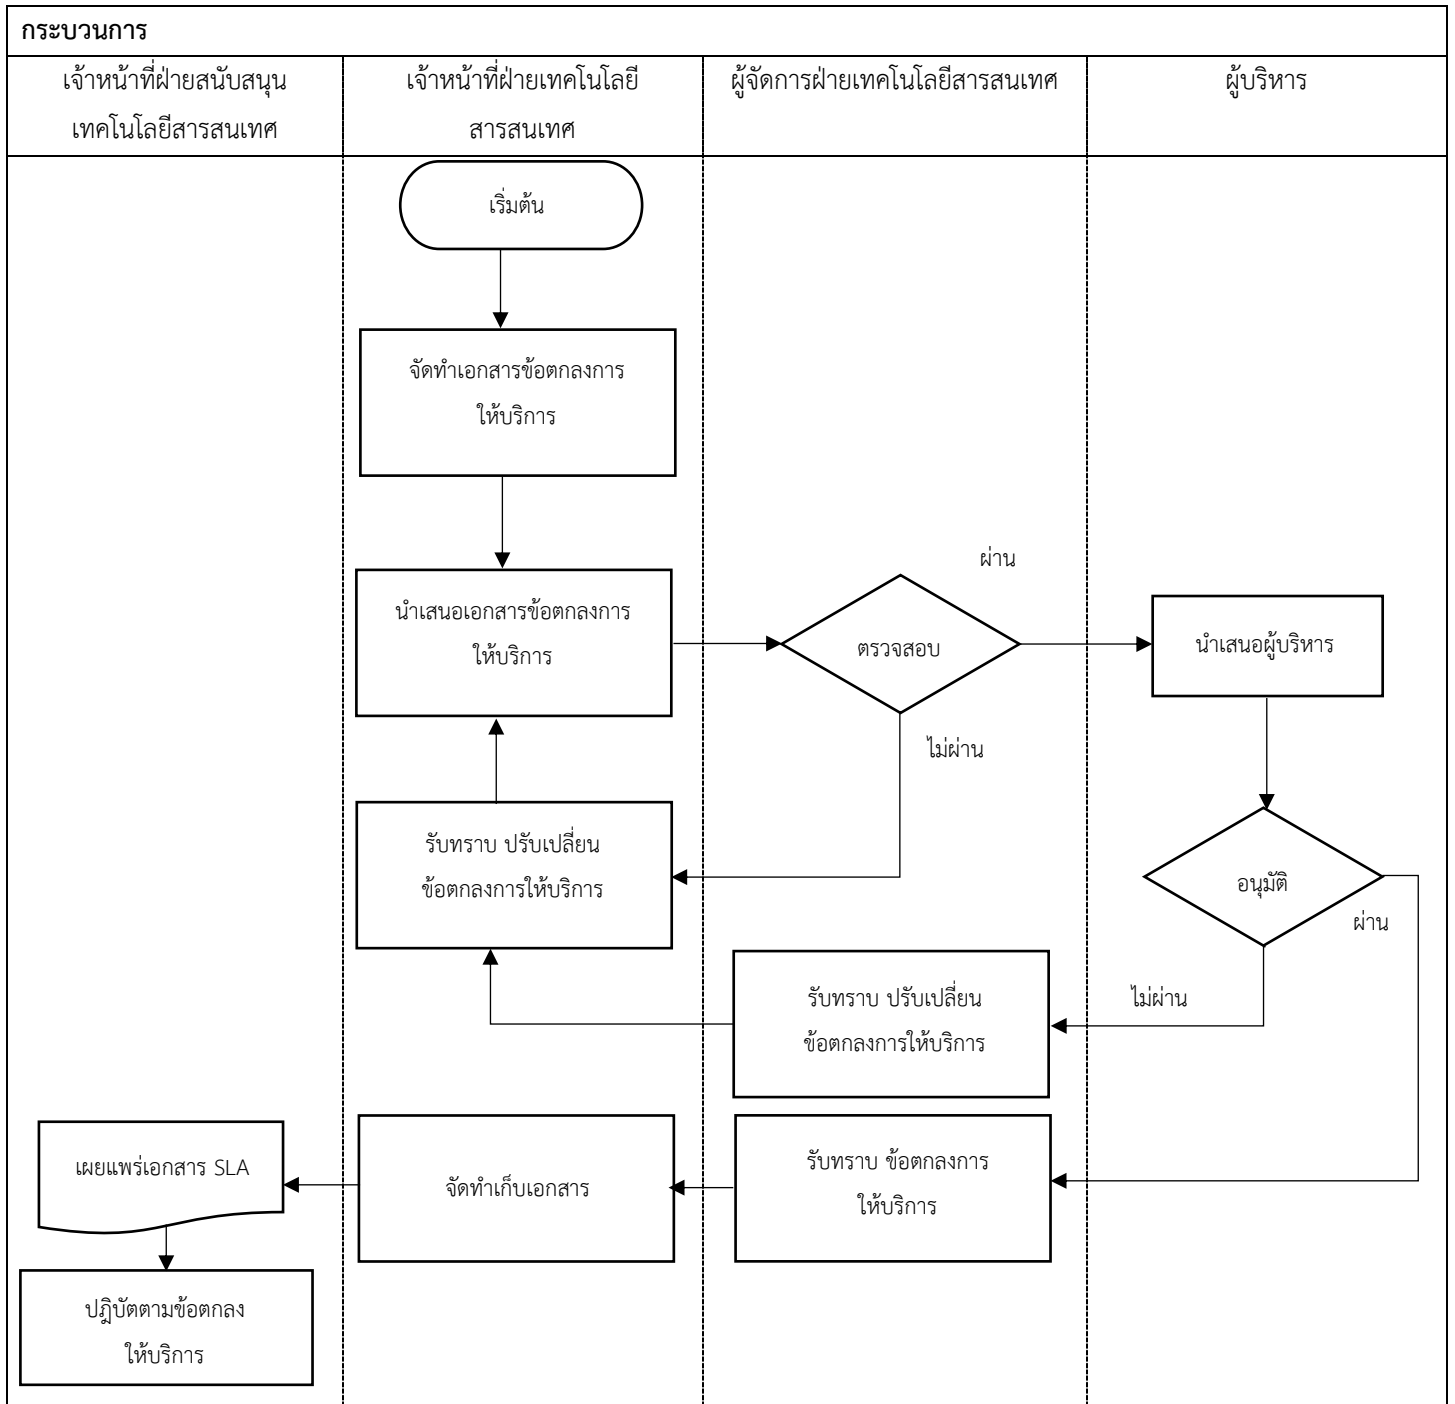 กระบวนการ
เจ้าหน้าที่ฝ่ายสนับสนุน
เทคโนโลยีสารสนเทศ
เจ้าหน้าที่ฝ่ายเทคโนโลยี
สารสนเทศ
ผู้จัดการฝ่ายเทคโนโลยีสารสนเทศ
ผู้บริหาร
เริ่มต้น
จัดทำเอกสารข้อตกลงการ
ให้บริการ
นำเสนอเอกสารข้อตกลงการ
ให้บริการ
ตรวจสอบ
ผ่าน
นำเสนอผู้บริหาร
ไม่ผ่าน
รับทราบ ปรับเปลี่ยน
ข้อตกลงการให้บริการ
อนุมัติ
ผ่าน
ไม่ผ่าน
รับทราบ ปรับเปลี่ยน
ข้อตกลงการให้บริการ
รับทราบ ข้อตกลงการ
ให้บริการ
จัดทำเก็บเอกสาร
เผยแพร่เอกสาร SLA
ปฎิบัตตามข้อตกลง
ให้บริการ